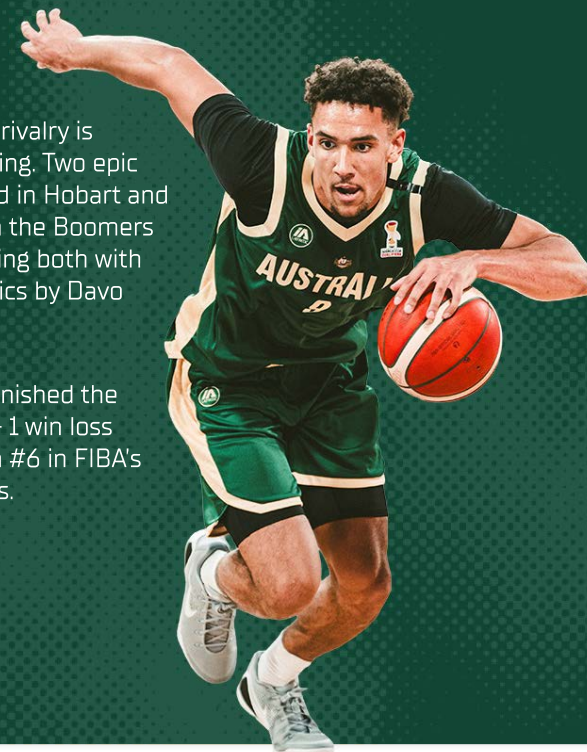 rivalry is
ing. Two epic
d in Hobart and
the Boomers
ing both with
ics by Davo
nished the
1 win loss
#6 in FIBA's
s.
AUSTRALI